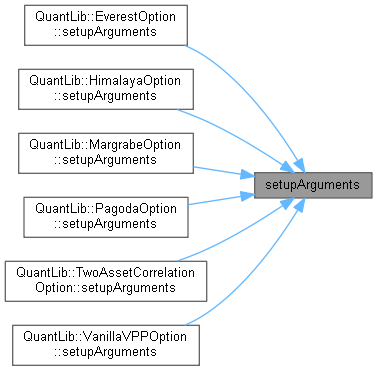 QuantLib::EverestOption
::setupArguments
QuantLib::HimalayaOption
::setupArguments
QuantLib::MargrabeOption
::setupArguments
setupArguments
QuantLib::PagodaOption
::setupArguments
QuantLib::TwoAssetCorrelation
Option::setupArguments
QuantLib::VanillaVPPOption
::setupArguments